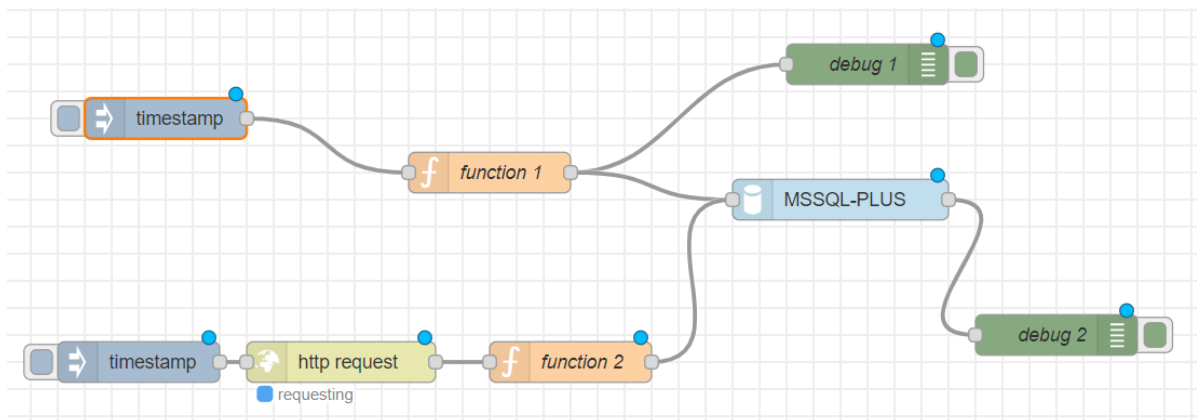 debug 1
timestamp
function 1
MSSQL-PLUS
debug 2
timestamp
http request
function 2
requesting